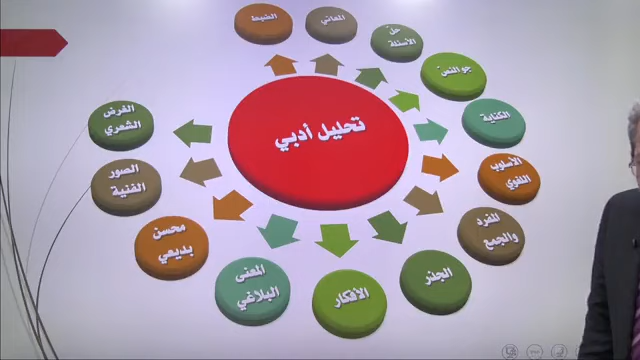 تحليل أدبي
الضبط
المعاني
حل
الأسئلة
جو النص
الكناية
الأسلوب
اللغوي
المفرد
والجمع
الجذر
الأفكار
المعنى
البلاغي
محسن
بديعي
الصور
الفنية
الغرض
الشعري